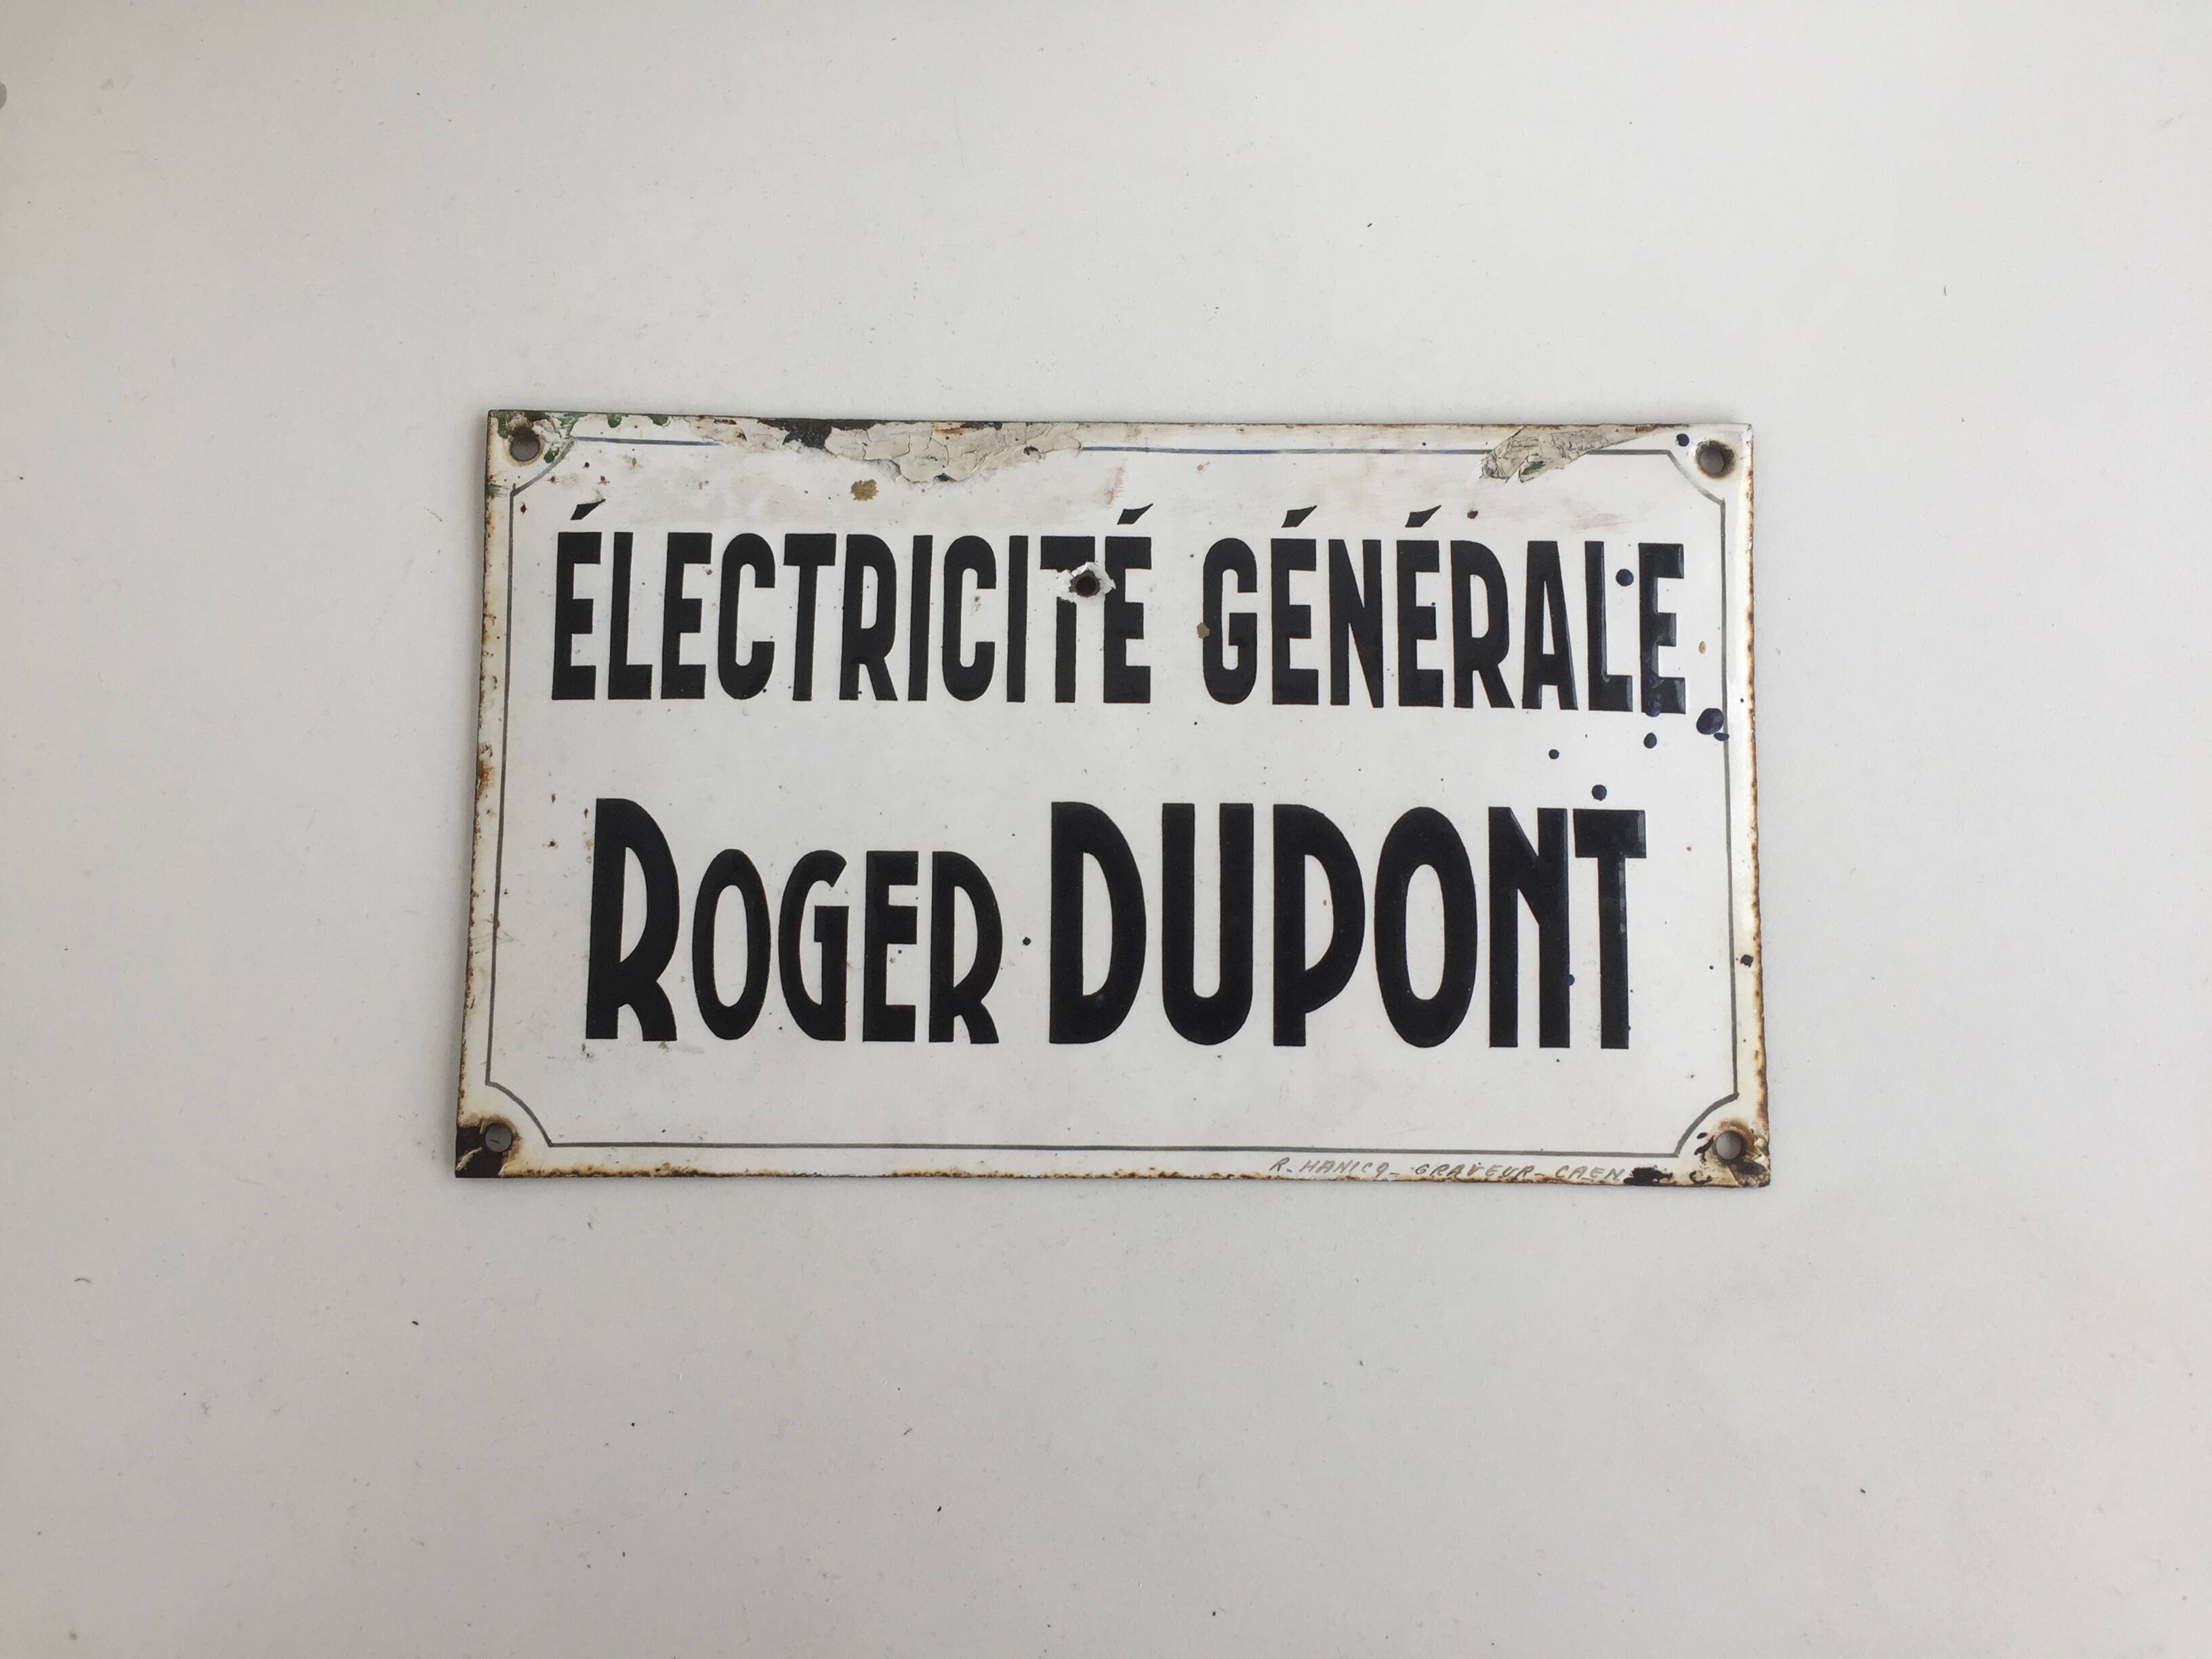 ÉLECTRICITÉ GÉNÉRALE
ROGER DUPONT
R. HANICQ - GRAVEUR - CAEN